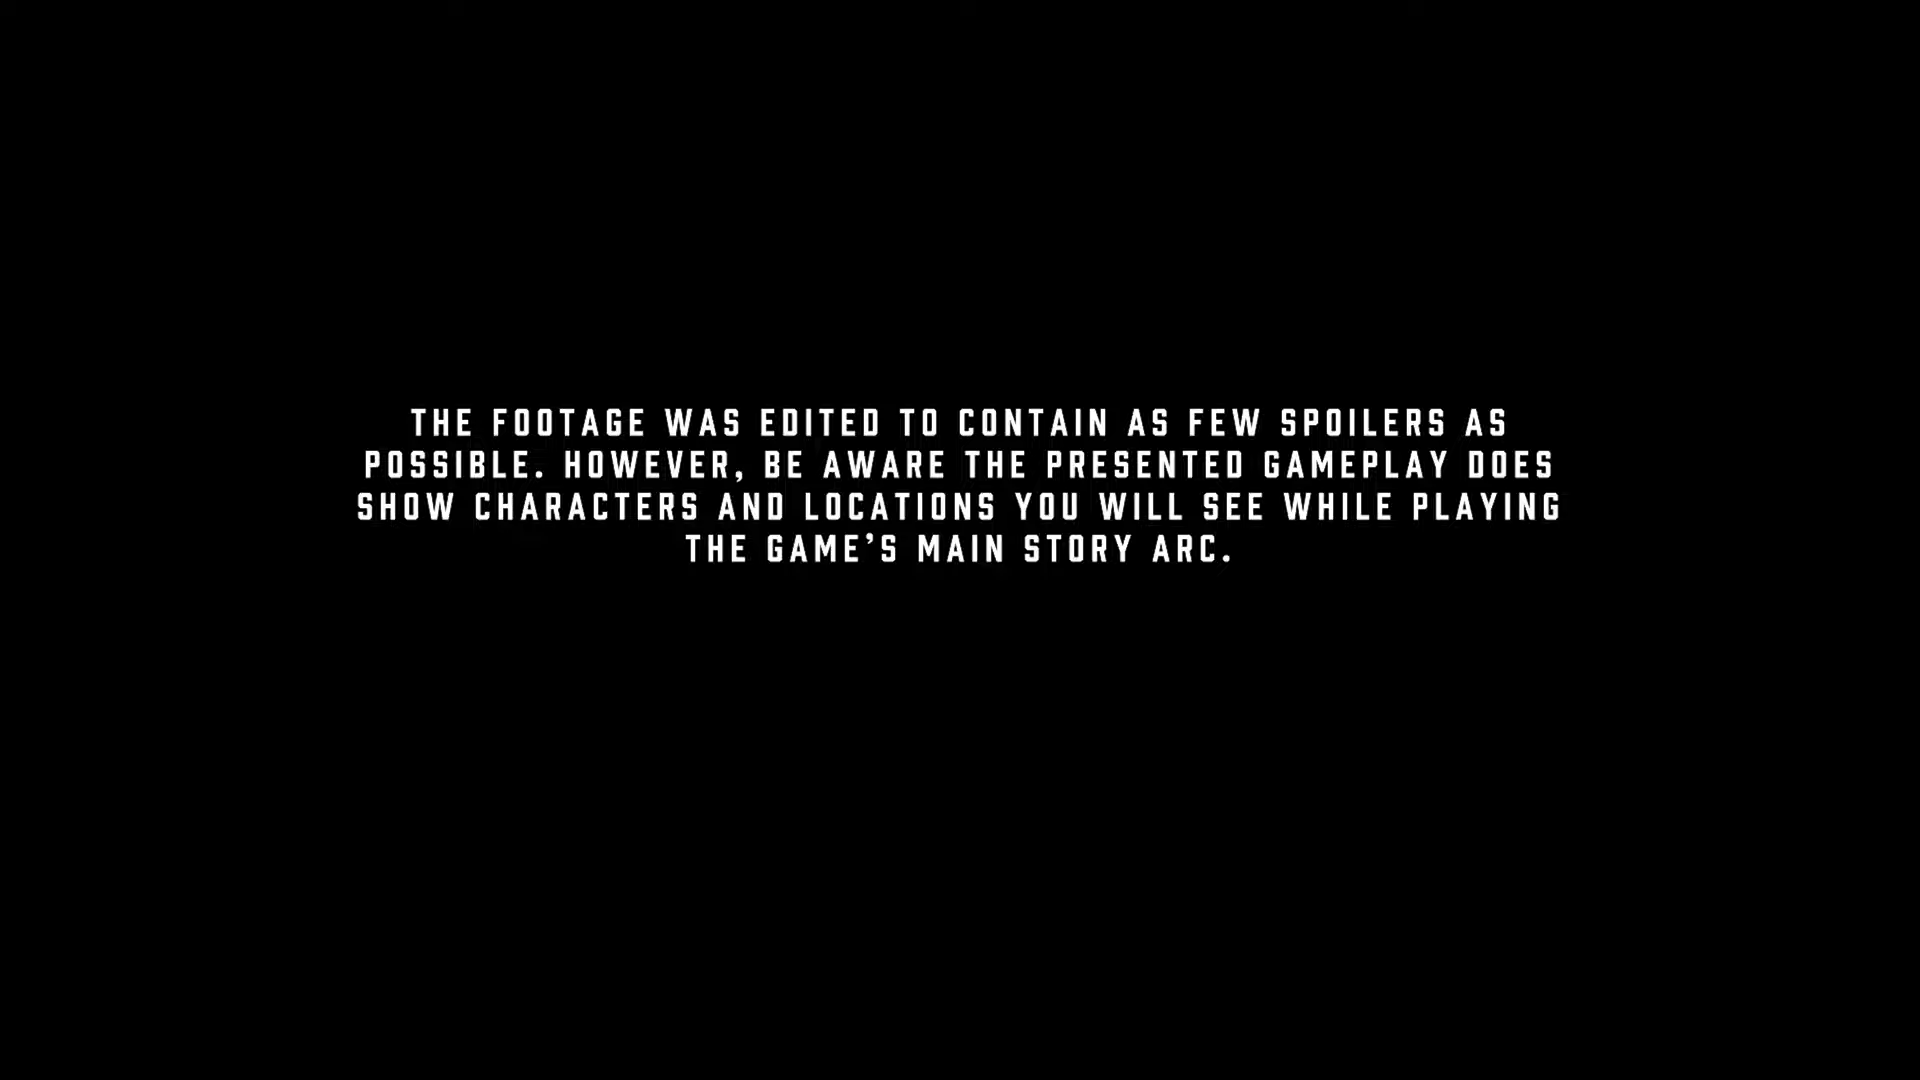 THE FOOTAGE WAS EDITED TO CONTAIN AS FEW SPOILERS AS
POSSIBLE. HOWEVER, BE AWARE THE PRESENTED GAMEPLAY DOES
SHOW CHARACTERS AND LOCATIONS YOU WILL SEE WHILE PLAYING
THE GAME’S MAIN STORY ARC.